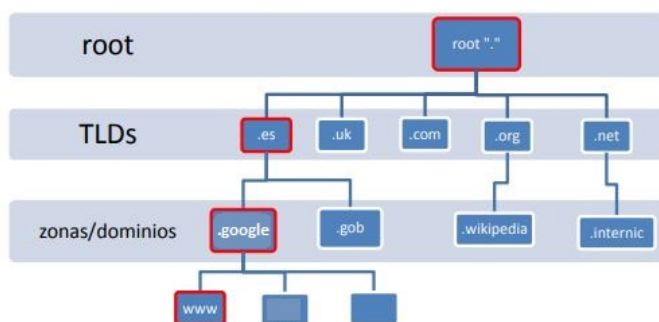 root
root "."
TLDs
.es
.uk
.com
.org
.net
zonas/dominios
.google
.gob
.wikipedia
.internic
www